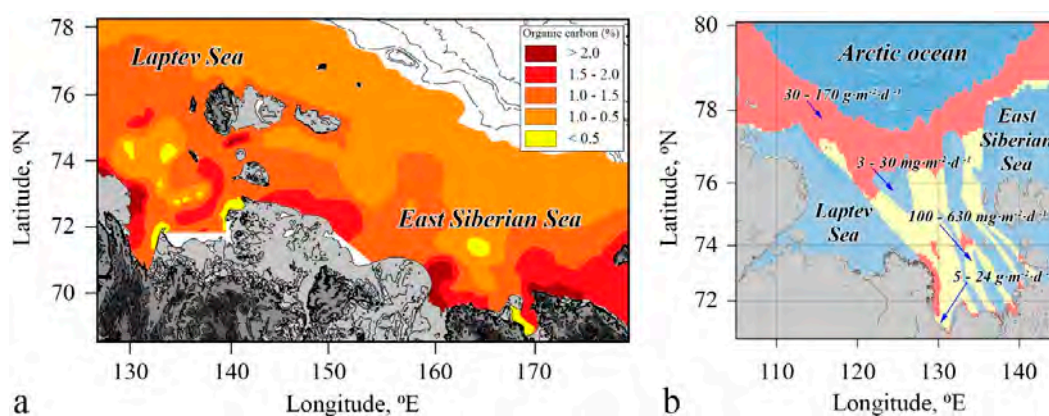 78
76
74
72
70
Latitude, ºN
Laptev Sea
East Siberian Sea
Organic carbon (%)
> 2.0
1.5 - 2.0
1.0 - 1.5
1.0 - 0.5
< 0.5
130
140
150
160
170
Longitude, ºE
a
80
78
76
74
72
Latitude, ºN
Arctic ocean
30 - 170 g·m⁻²·d⁻¹
East
Siberian
Sea
3 - 30 mg·m⁻²·d⁻¹
Laptev
Sea
100 - 630 mg·m⁻²·d⁻¹
5 - 24 g·m⁻²·d⁻¹
110
120
130
140
Longitude, ºE
b